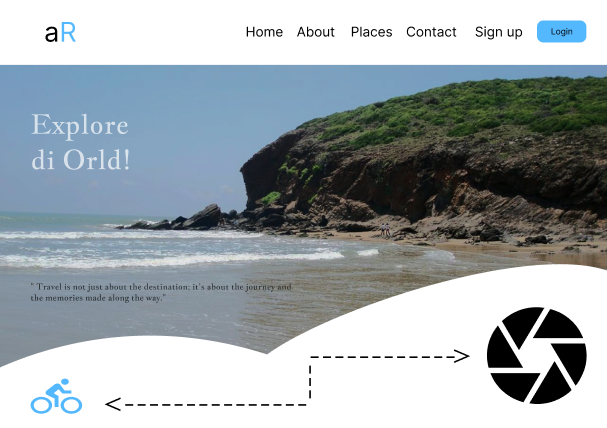 aR
Home About Places Contact Sign up Login
Explore
di Orld!
" Travel is not just about the destination; it's about the journey and
the memories made along the way."